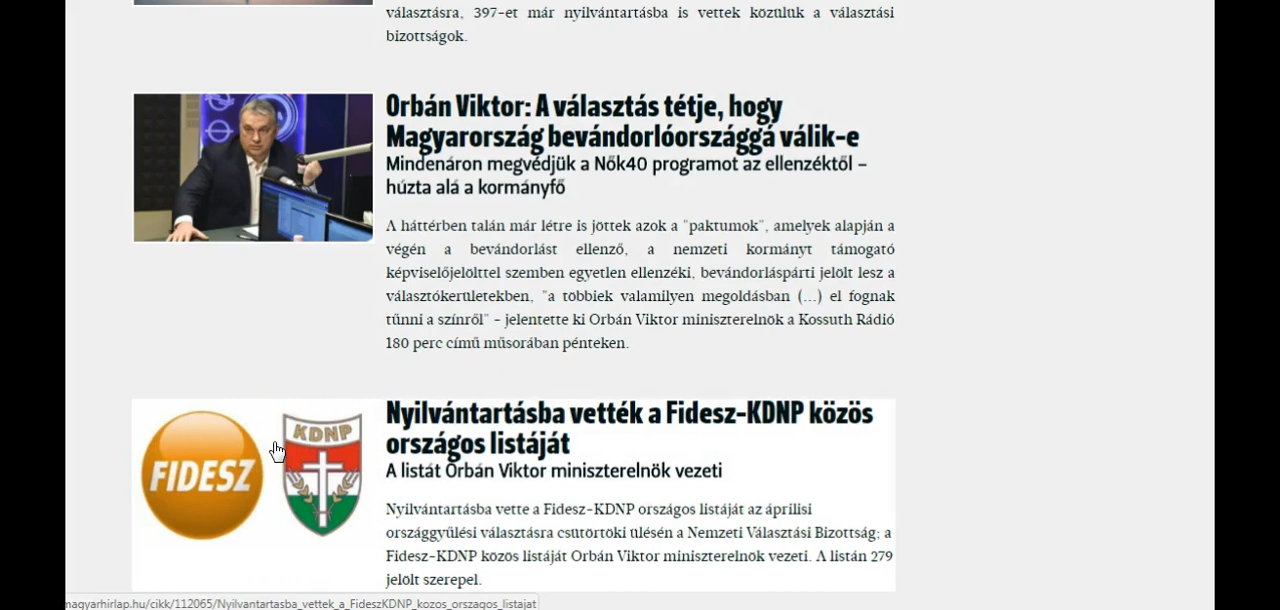 választásra, 397-et már nyilvántartásba is vettek közülük a választási
bizottságok.
Orbán Viktor: A választás tétje, hogy
Magyarország bevándorlóországgá válik-e
Mindenáron megvédjük a Nők40 programot az ellenzéktől –
húzta alá a kormányfő
A háttérben talán már létre is jöttek azok a "paktumok", amelyek alapján a
végén a bevándorlást ellenző, a nemzeti kormányt támogató
képviselőjelölttel szemben egyetlen ellenzéki, bevándorláspárti jelölt lesz a
választókerületekben, "a többiek valamilyen megoldásban (...) el fognak
tűnni a színről" - jelentette ki Orbán Viktor miniszterelnök a Kossuth Rádió
180 perc című műsorában pénteken.
FIDESZ
KDNP
Nyilvántartásba vették a Fidesz-KDNP közös
országos listáját
A listát Orbán Viktor miniszterelnök vezeti
Nyilvántartásba vette a Fidesz-KDNP országos listáját az áprilisi
országgyűlési választásra csütörtöki ülésén a Nemzeti Választási Bizottság; a
Fidesz-KDNP közös listáját Orbán Viktor miniszterelnök vezeti. A listán 279
jelölt szerepel.
magyarhirlap.hu/cikk/112065/Nyilvantartasba_vettek_a_FideszKDNP_kozos_orszagos_listajat